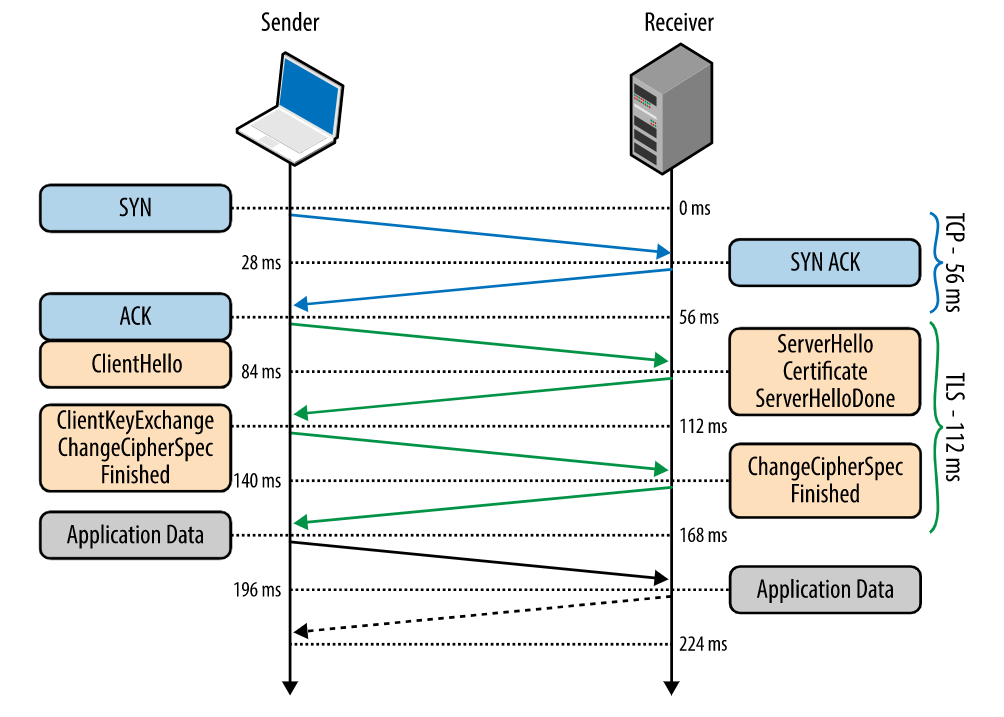 Sender
Receiver
SYN
0 ms
28 ms
SYN ACK
TCP - 56 ms
ACK
56 ms
ClientHello
84 ms
ServerHello
Certificate
ServerHelloDone
TLS - 112 ms
ClientKeyExchange
ChangeCipherSpec
Finished
112 ms
140 ms
ChangeCipherSpec
Finished
Application Data
168 ms
196 ms
Application Data
224 ms